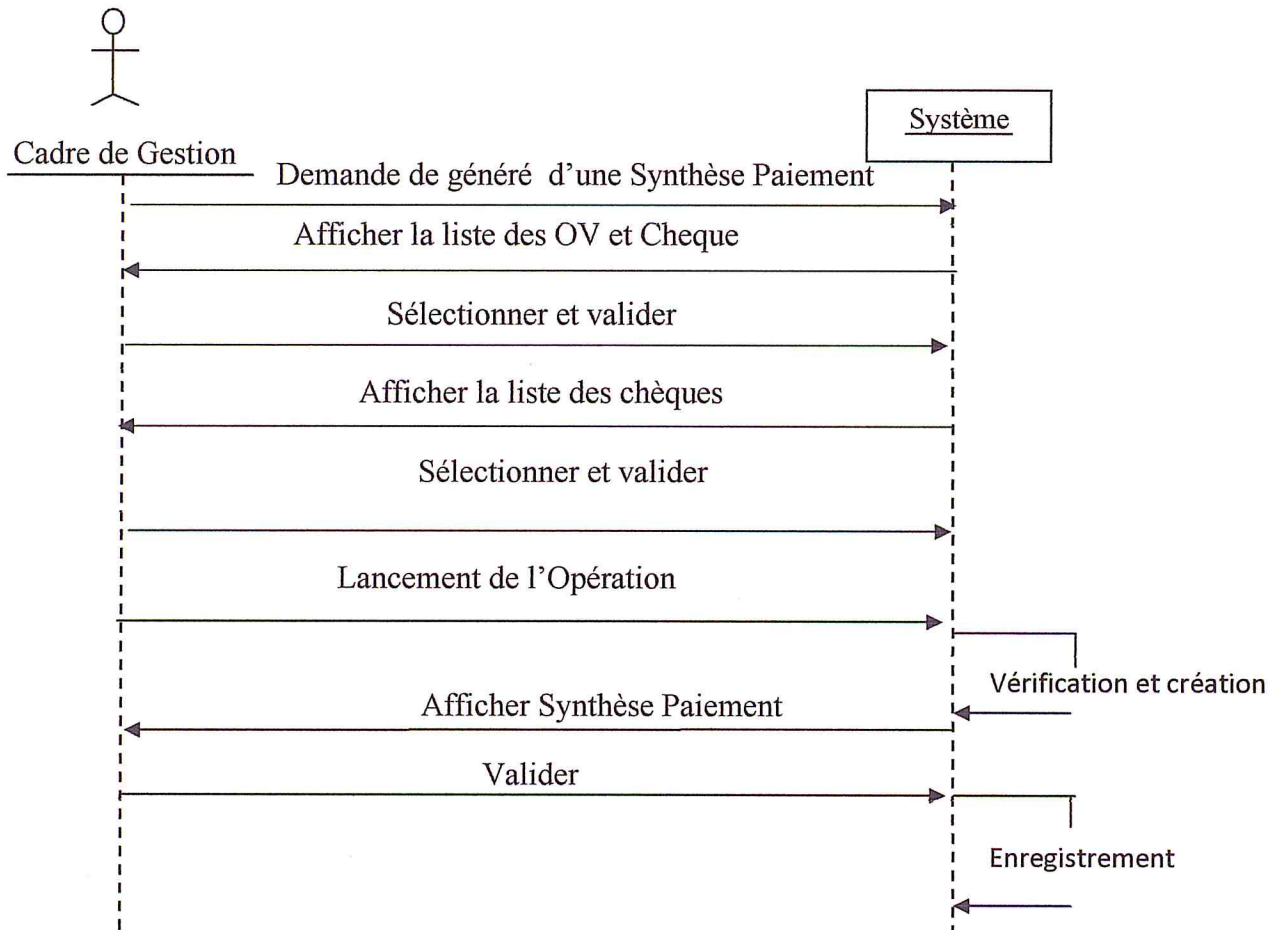 Système
Cadre de Gestion
Demande de généré d'une Synthèse Paiement
Afficher la liste des OV et Cheque
Sélectionner et valider
Afficher la liste des chèques
Sélectionner et valider
Lancement de l'Opération
Vérification et création
Afficher Synthèse Paiement
Valider
Enregistrement